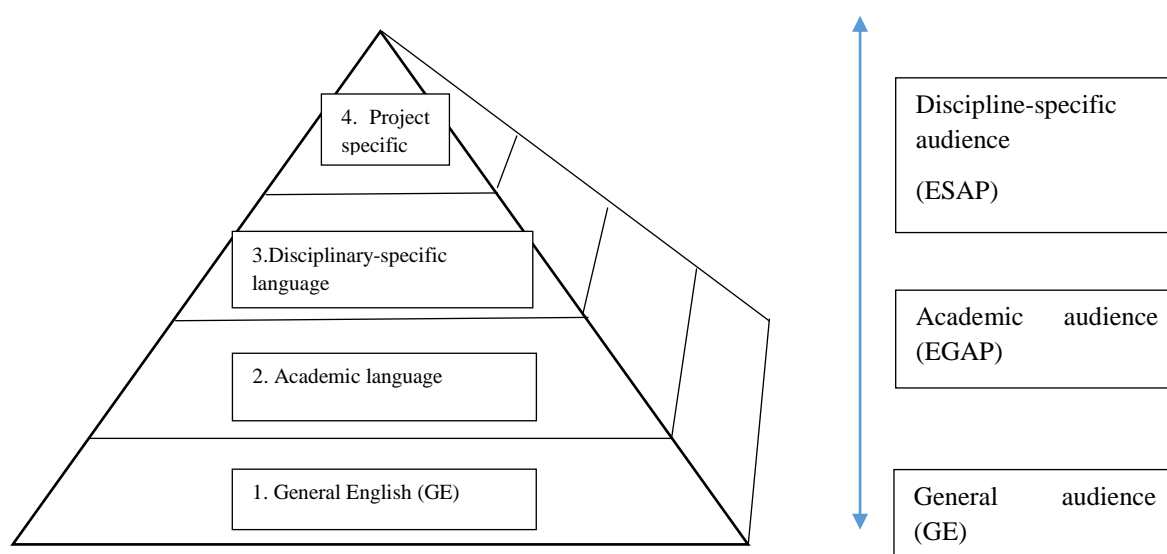 4. Project
specific
3.Disciplinary-specific
language
2. Academic language
1. General English (GE)
Discipline-specific
audience
(ESAP)
Academic audience
(EGAP)
General audience
(GE)